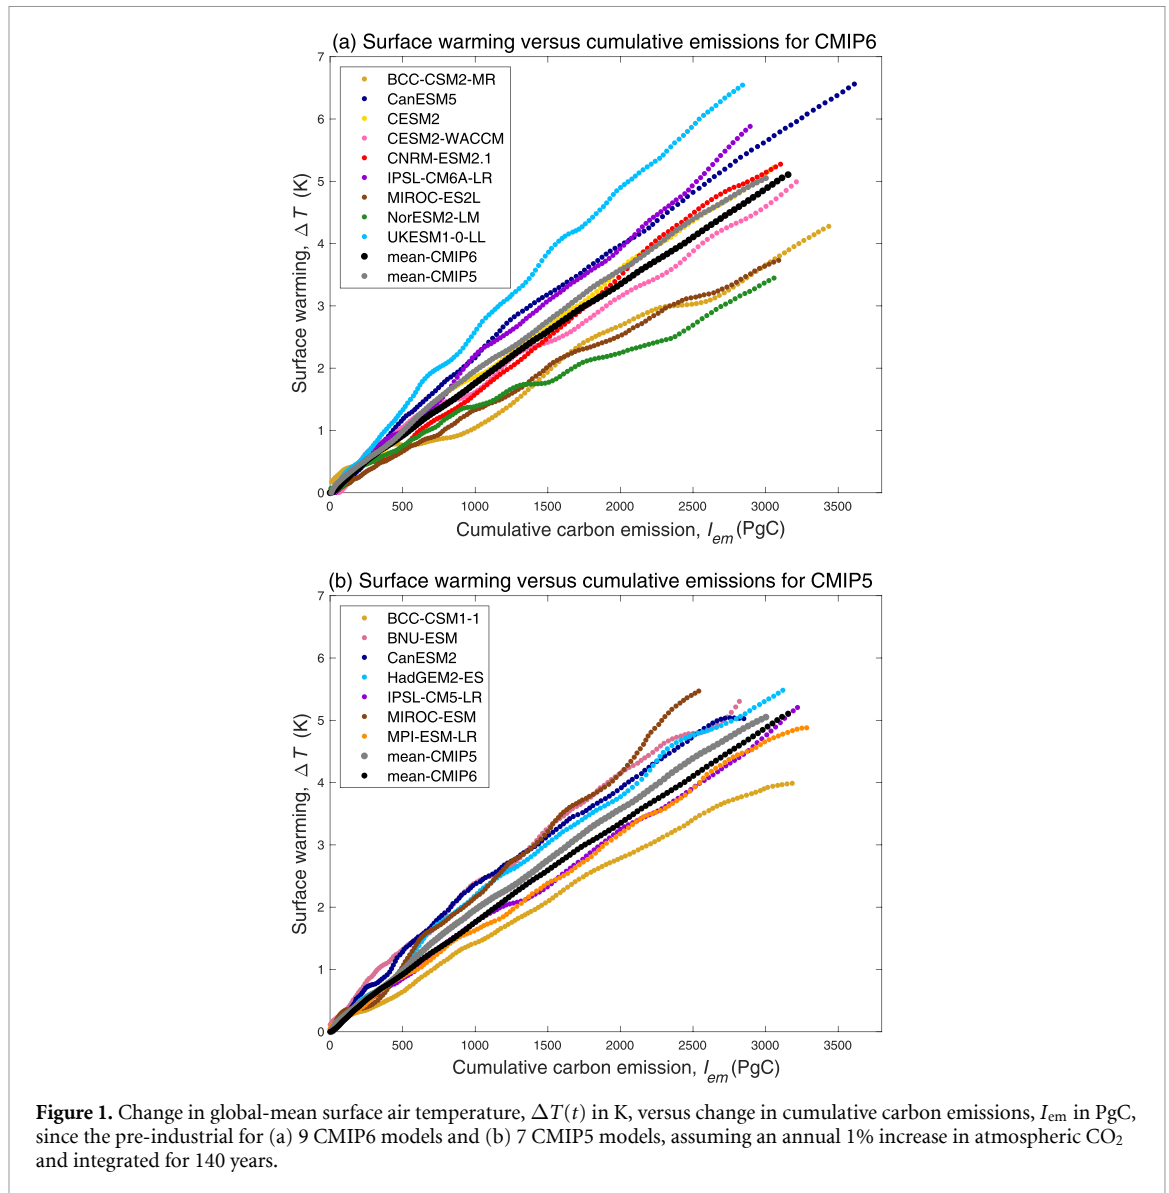 (a) Surface warming versus cumulative emissions for CMIP6
7
6
5
4
3
2
1
0
Surface warming, Δ T (K)
BCC-CSM2-MR
CanESM5
CESM2
CESM2-WACCM
CNRM-ESM2.1
IPSL-CM6A-LR
MIROC-ES2L
NorESM2-LM
UKESM1-0-LL
mean-CMIP6
mean-CMIP5
0 500 1000 1500 2000 2500 3000 3500
Cumulative carbon emission, I_em (PgC)
(b) Surface warming versus cumulative emissions for CMIP5
7
6
5
4
3
2
1
0
Surface warming, Δ T (K)
BCC-CSM1-1
BNU-ESM
CanESM2
HadGEM2-ES
IPSL-CM5-LR
MIROC-ESM
MPI-ESM-LR
mean-CMIP5
mean-CMIP6
0 500 1000 1500 2000 2500 3000 3500
Cumulative carbon emission, I_em (PgC)
Figure 1. Change in global-mean surface air temperature, ΔT(t) in K, versus change in cumulative carbon emissions, I_em in PgC,
since the pre-industrial for (a) 9 CMIP6 models and (b) 7 CMIP5 models, assuming an annual 1% increase in atmospheric CO₂
and integrated for 140 years.